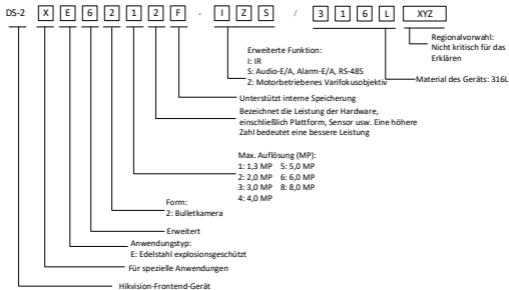 DS-2 X E 6 2 1 2 F - I Z S / 3 1 6 L XYZ
Regionalvorwahl:
Nicht kritisch für das
Erklären
Erweiterte Funktion:
I: IR
S: Audio-E/A, Alarm-E/A, RS-485
Z: Motorbetriebenes Varifokusobjektiv
Material des Geräts: 316L
Unterstützt interne Speicherung
Bezeichnet die Leistung der Hardware,
einschließlich Plattform, Sensor usw. Eine höhere
Zahl bedeutet eine bessere Leistung
Max. Auflösung (MP):
1: 1,3 MP 5: 5,0 MP
2: 2,0 MP 6: 6,0 MP
3: 3,0 MP 8: 8,0 MP
4: 4,0 MP
Form:
2: Bulletkamera
Erweitert
Anwendungstyp:
E: Edelstahl explosionsgeschützt
Für spezielle Anwendungen
Hikvision-Frontend-Gerät